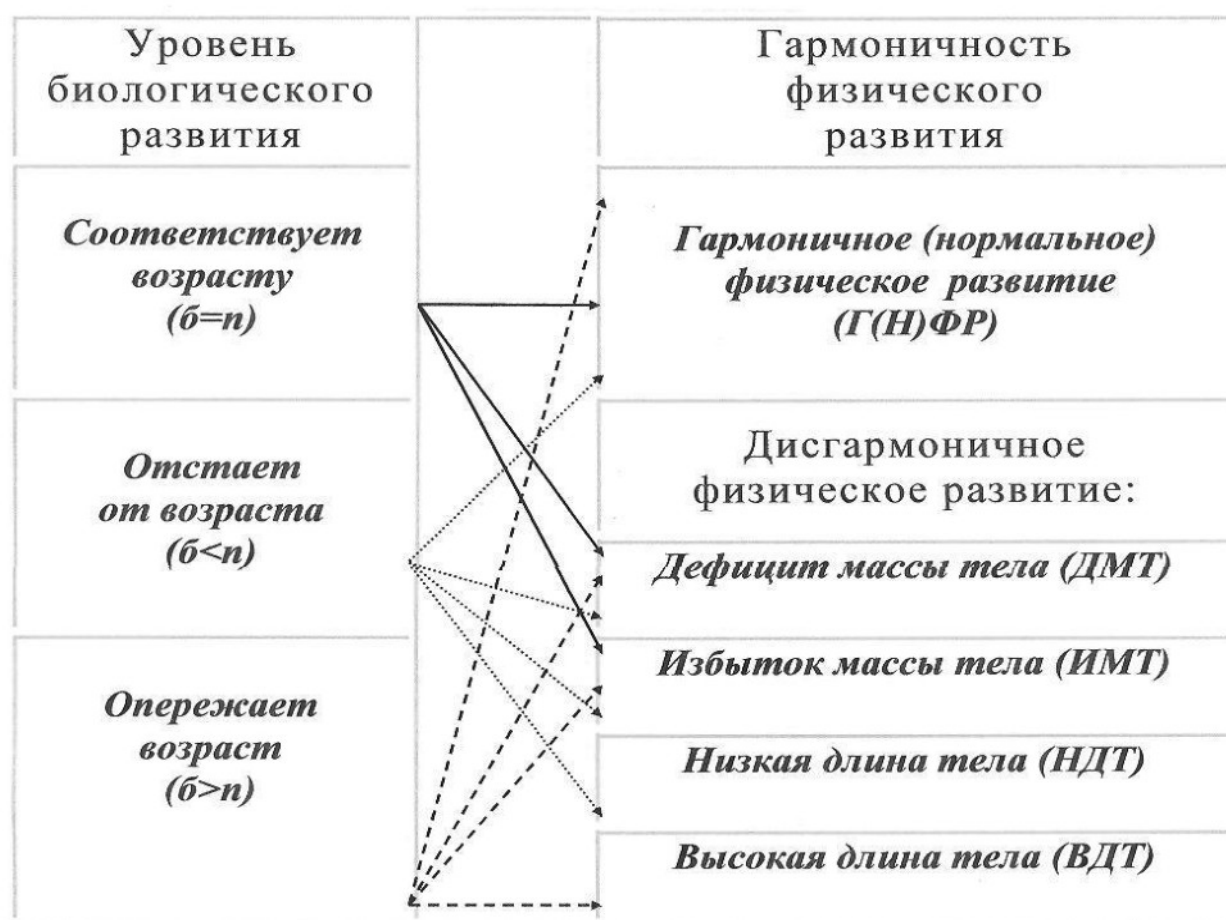 Уровень
биологического
развития
Гармоничность
физического
развития
Соответствует
возрасту
(б=п)
Гармоничное (нормальное)
физическое развитие
(Г(Н)ФР)
Отстает
от возраста
(б<п)
Дисгармоничное
физическое развитие:
Дефицит массы тела (ДМТ)
Опережает
возраст
(б>п)
Избыток массы тела (ИМТ)
Низкая длина тела (НДТ)
Высокая длина тела (ВДТ)